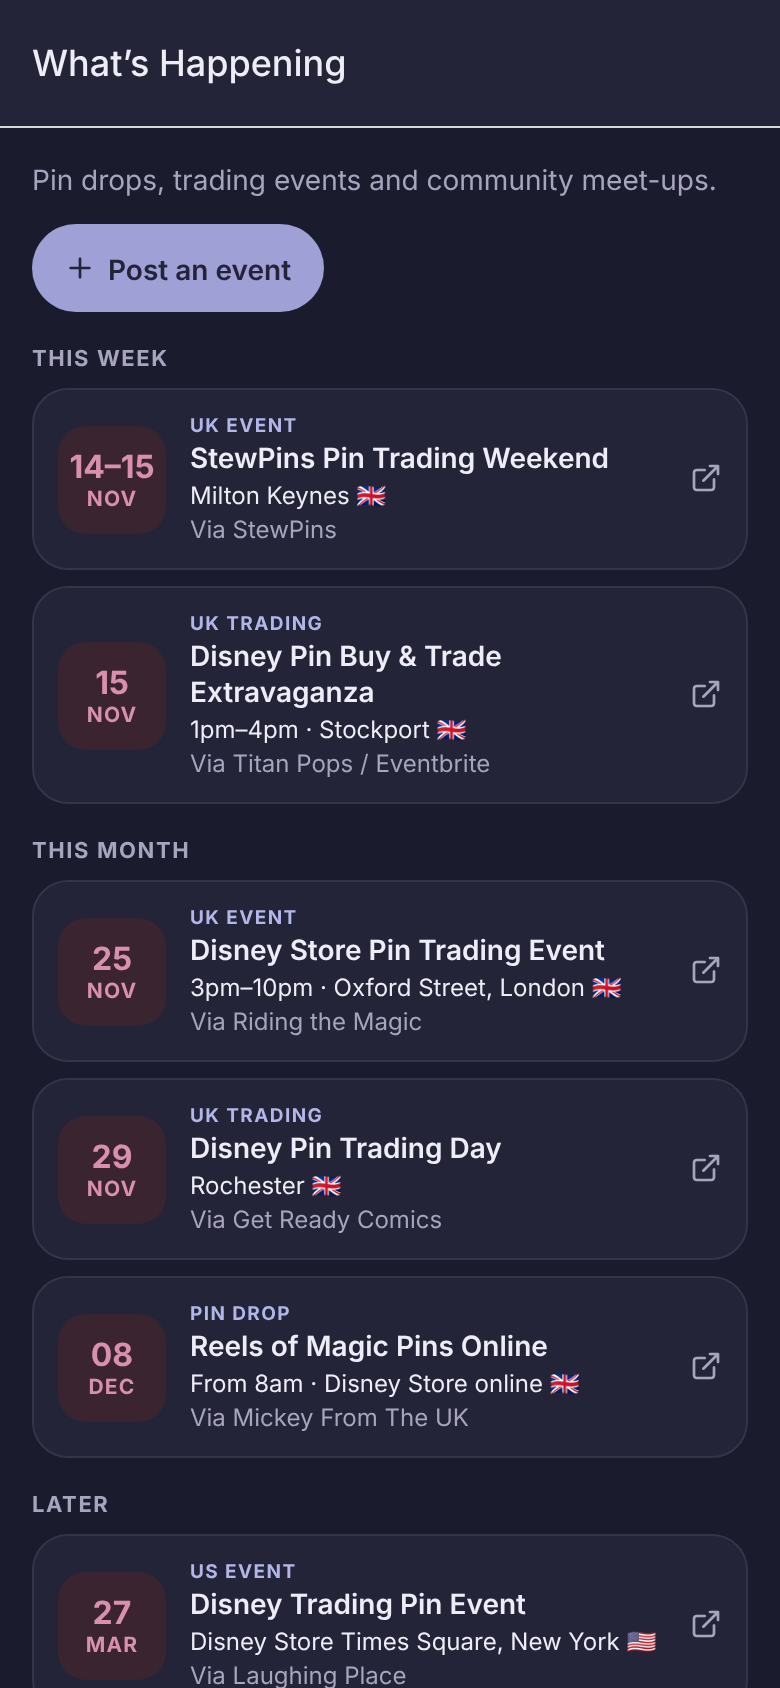 What’s Happening
Pin drops, trading events and community meet-ups.
+ Post an event
THIS WEEK
14–15
NOV
UK EVENT
StewPins Pin Trading Weekend
Milton Keynes 🇬🇧
Via StewPins
15
NOV
UK TRADING
Disney Pin Buy & Trade
Extravaganza
1pm–4pm · Stockport 🇬🇧
Via Titan Pops / Eventbrite
THIS MONTH
25
NOV
UK EVENT
Disney Store Pin Trading Event
3pm–10pm · Oxford Street, London 🇬🇧
Via Riding the Magic
29
NOV
UK TRADING
Disney Pin Trading Day
Rochester 🇬🇧
Via Get Ready Comics
08
DEC
PIN DROP
Reels of Magic Pins Online
From 8am · Disney Store online 🇬🇧
Via Mickey From The UK
LATER
27
MAR
US EVENT
Disney Trading Pin Event
Disney Store Times Square, New York 🇺🇸
Via Laughing Place